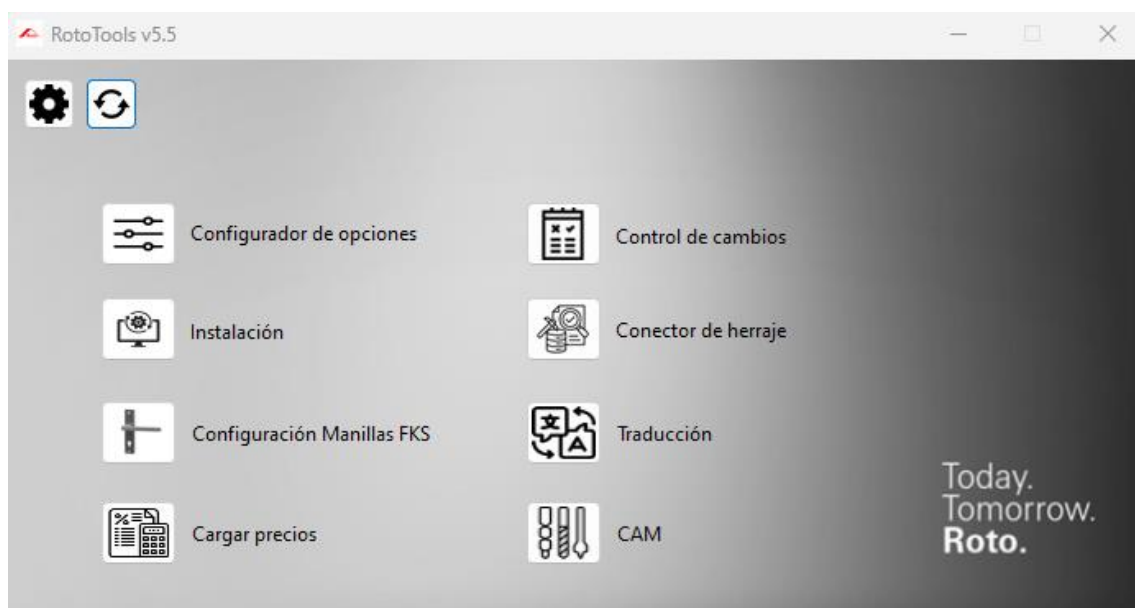 RotoTools v5.5
Configurador de opciones
Control de cambios
Instalación
Conector de herraje
Configuración Manillas FKS
Traducción
Cargar precios
CAM
Today.
Tomorrow.
Roto.